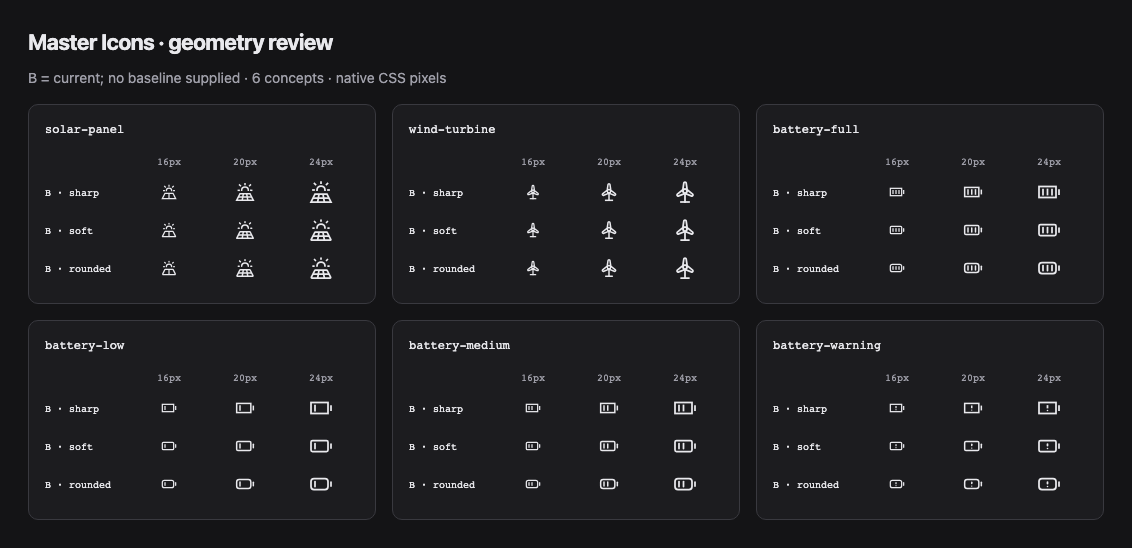 Master Icons · geometry review
B = current; no baseline supplied · 6 concepts · native CSS pixels
solar-panel
16px 20px 24px
B · sharp
B · soft
B · rounded
wind-turbine
16px 20px 24px
B · sharp
B · soft
B · rounded
battery-full
16px 20px 24px
B · sharp
B · soft
B · rounded
battery-low
16px 20px 24px
B · sharp
B · soft
B · rounded
battery-medium
16px 20px 24px
B · sharp
B · soft
B · rounded
battery-warning
16px 20px 24px
B · sharp
B · soft
B · rounded